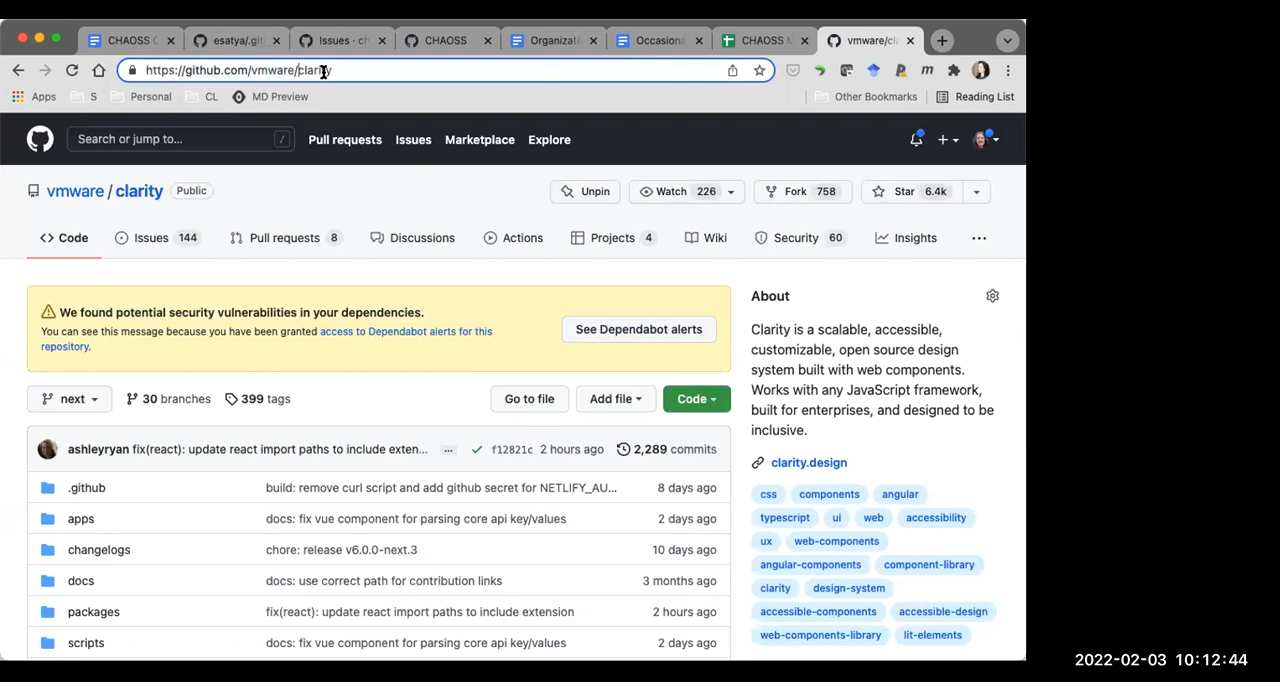 CHAOSS C
esatya/.git
Issues · ch
CHAOSS
Organizati
Occasiona
CHAOSS M
vmware/cla
https://github.com/vmware/clarity
Apps
S
Personal
CL
MD Preview
Other Bookmarks
Reading List
Search or jump to...
/
Pull requests
Issues
Marketplace
Explore
vmware / clarity
Public
Unpin
Watch 226
Fork 758
Star 6.4k
Code
Issues 144
Pull requests 8
Discussions
Actions
Projects 4
Wiki
Security 60
Insights
We found potential security vulnerabilities in your dependencies.
You can see this message because you have been granted access to Dependabot alerts for this
repository.
See Dependabot alerts
next
30 branches
399 tags
Go to file
Add file
Code
ashleyryan fix(react): update react import paths to include exten...
f12821c 2 hours ago
2,289 commits
.github build: remove curl script and add github secret for NETLIFY_AU... 8 days ago
apps docs: fix vue component for parsing core api key/values 2 days ago
changelogs chore: release v6.0.0-next.3 10 days ago
docs docs: use correct path for contribution links 3 months ago
packages fix(react): update react import paths to include extension 2 hours ago
scripts docs: fix vue component for parsing core api key/values 2 days ago
About
Clarity is a scalable, accessible,
customizable, open source design
system built with web components.
Works with any JavaScript framework,
built for enterprises, and designed to be
inclusive.
clarity.design
css components angular
typescript ui web accessibility
ux web-components
angular-components component-library
clarity design-system
accessible-components accessible-design
web-components-library lit-elements
2022-02-03 10:12:44